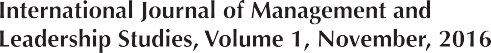 International Journal of Management and
Leadership Studies, Volume 1, November, 2016